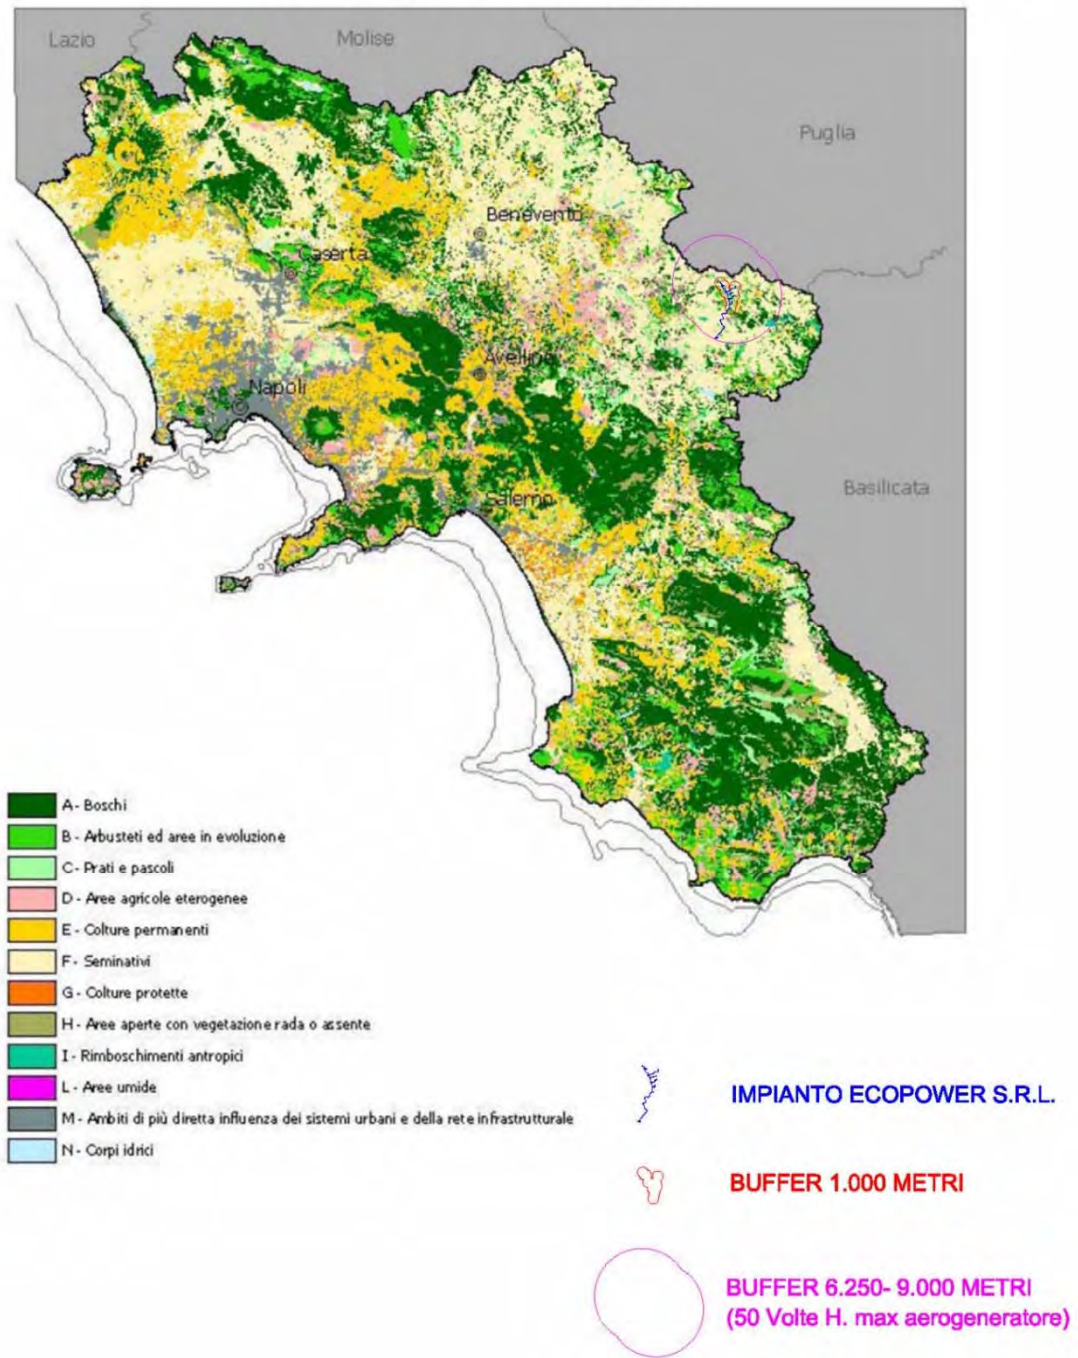 Lazio
Molise
Puglia
Benevento
Caserta
Avellino
Napoli
Basilicata
Salerno
A - Boschi
B - Arbusteti ed aree in evoluzione
C - Prati e pascoli
D - Aree agricole eterogenee
E - Colture permanenti
F - Seminativi
G - Colture protette
H - Aree aperte con vegetazione rada o assente
I - Rimboschimenti antropici
L - Aree umide
M - Ambiti di più diretta influenza dei sistemi urbani e della rete infrastrutturale
N - Corpi idrici
IMPIANTO ECOPOWER S.R.L.
BUFFER 1.000 METRI
BUFFER 6.250- 9.000 METRI
(50 Volte H. max aerogeneratore)